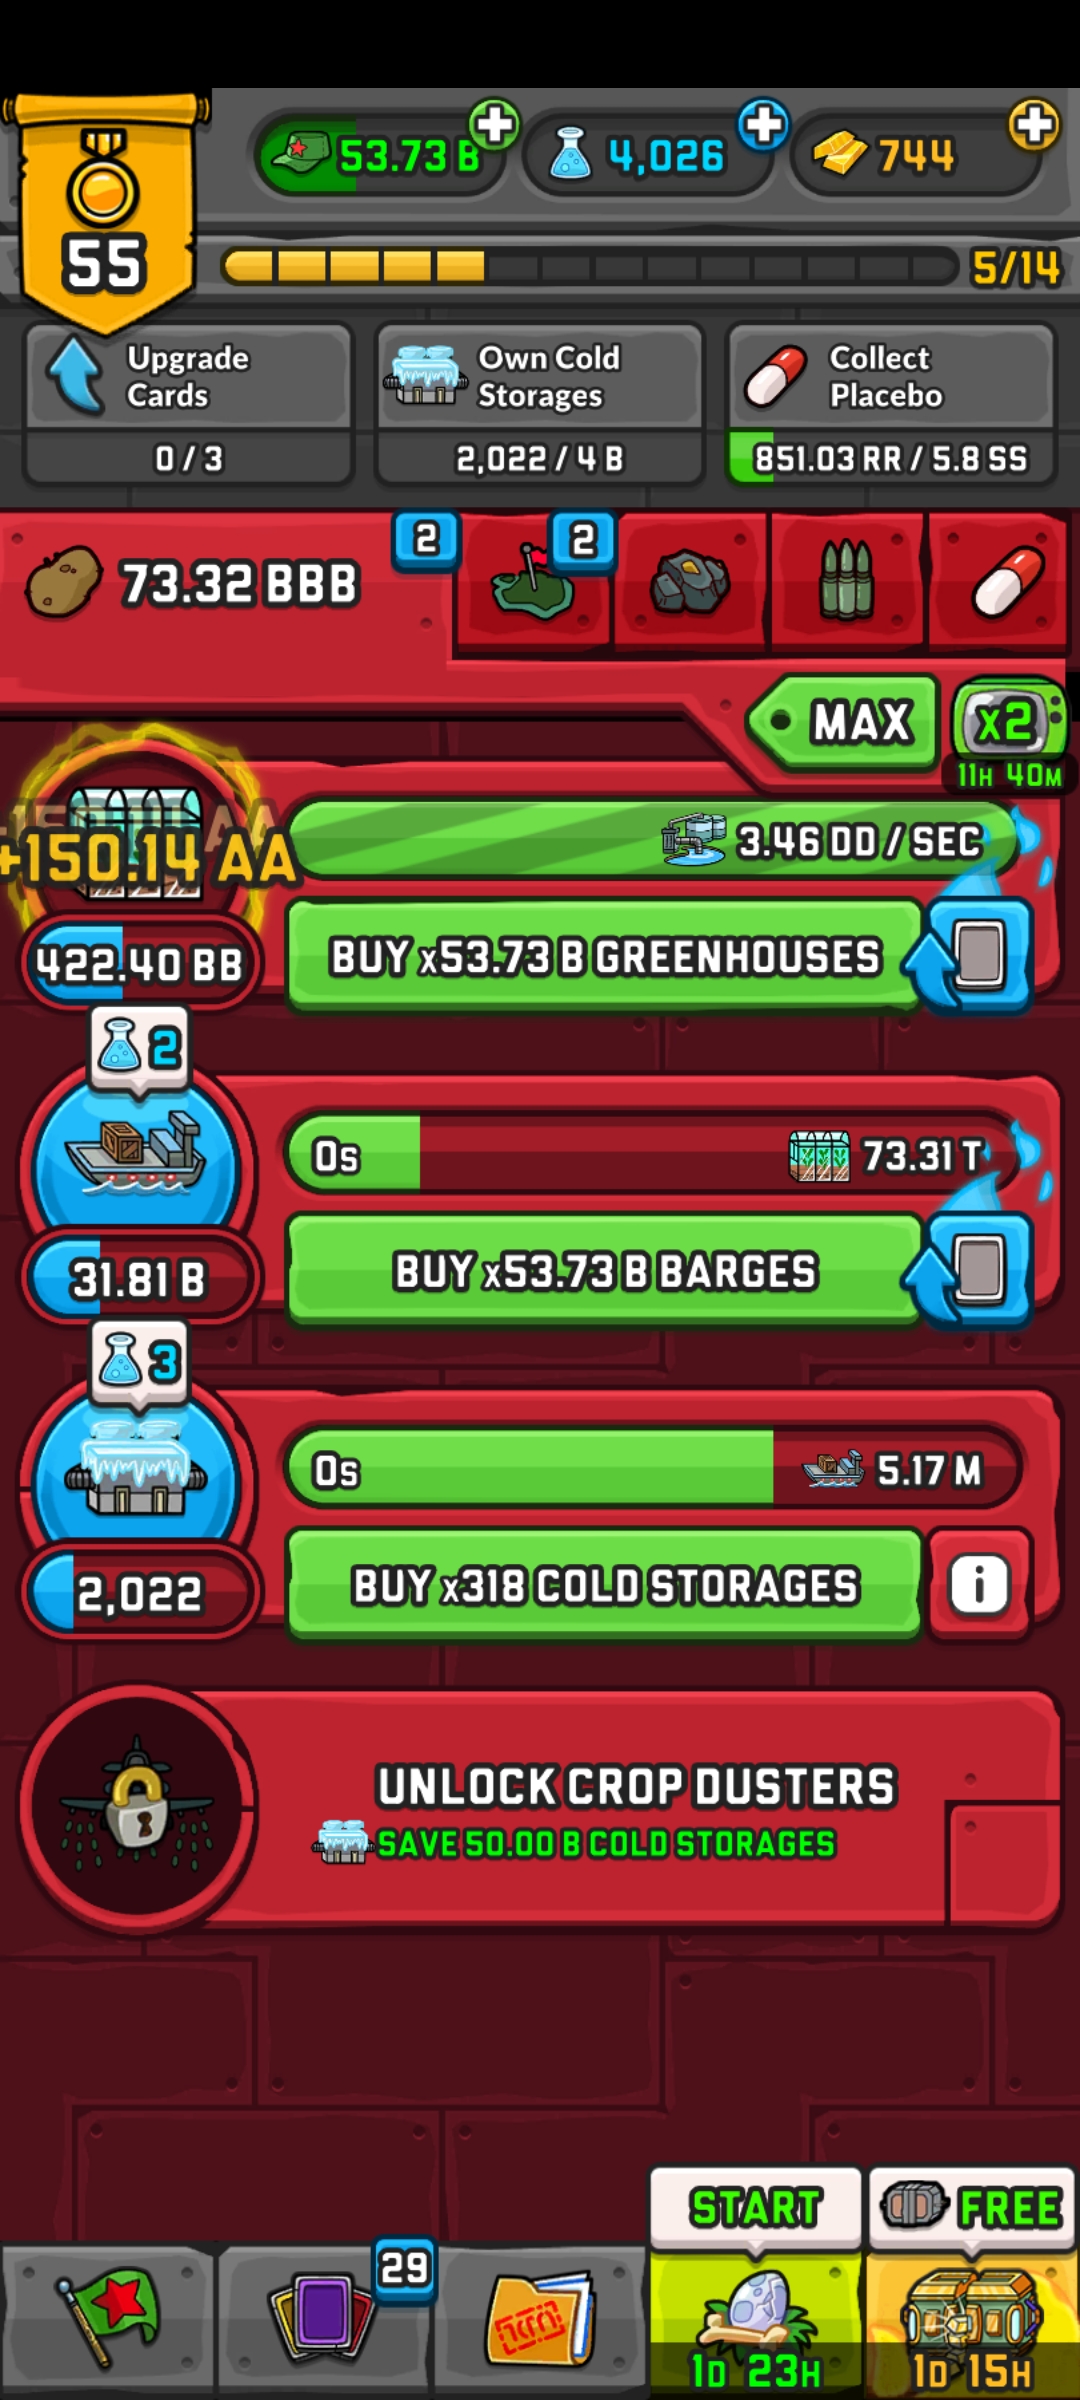 55
53.73 B
4,026
744
5/14
Upgrade
Cards
0 / 3
Own Cold
Storages
2,022 / 4 B
Collect
Placebo
851.03 RR / 5.8 SS
73.32 BBB
2
2
MAX
x2
11H 40M
+150.14 AA
3.46 DD / SEC
422.40 BB
BUY x53.73 B GREENHOUSES
2
0s
73.31 T
31.81 B
BUY x53.73 B BARGES
3
0s
5.17 M
2,022
BUY x318 COLD STORAGES
i
UNLOCK CROP DUSTERS
SAVE 50.00 B COLD STORAGES
START
FREE
29
1D 23H
1D 15H